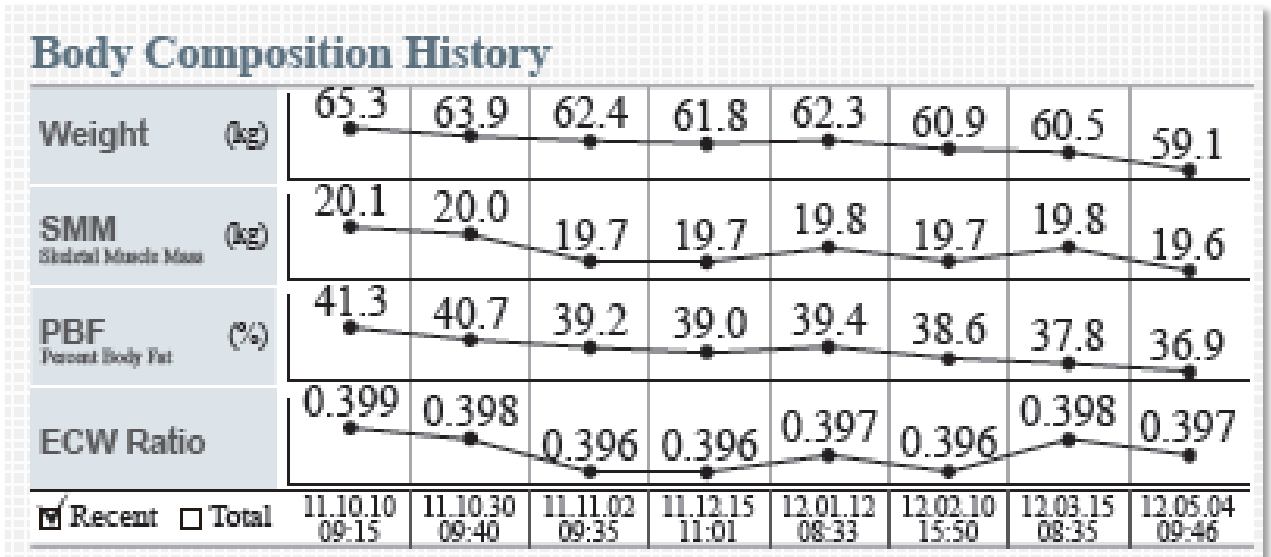 Body Composition History
Weight (kg) 65.3 63.9 62.4 61.8 62.3 60.9 60.5 59.1
SMM (kg) 20.1 20.0 19.7 19.7 19.8 19.7 19.8 19.6
Skeletal Muscle Mass
PBF (%) 41.3 40.7 39.2 39.0 39.4 38.6 37.8 36.9
Percent Body Fat
ECW Ratio 0.399 0.398 0.396 0.396 0.397 0.396 0.398 0.397
Recent Total 11.10.10 11.10.30 11.11.02 11.12.15 12.01.12 12.02.10 12.03.15 12.05.04
09:15 09:40 09:35 11:01 08:33 15:50 08:35 09:46